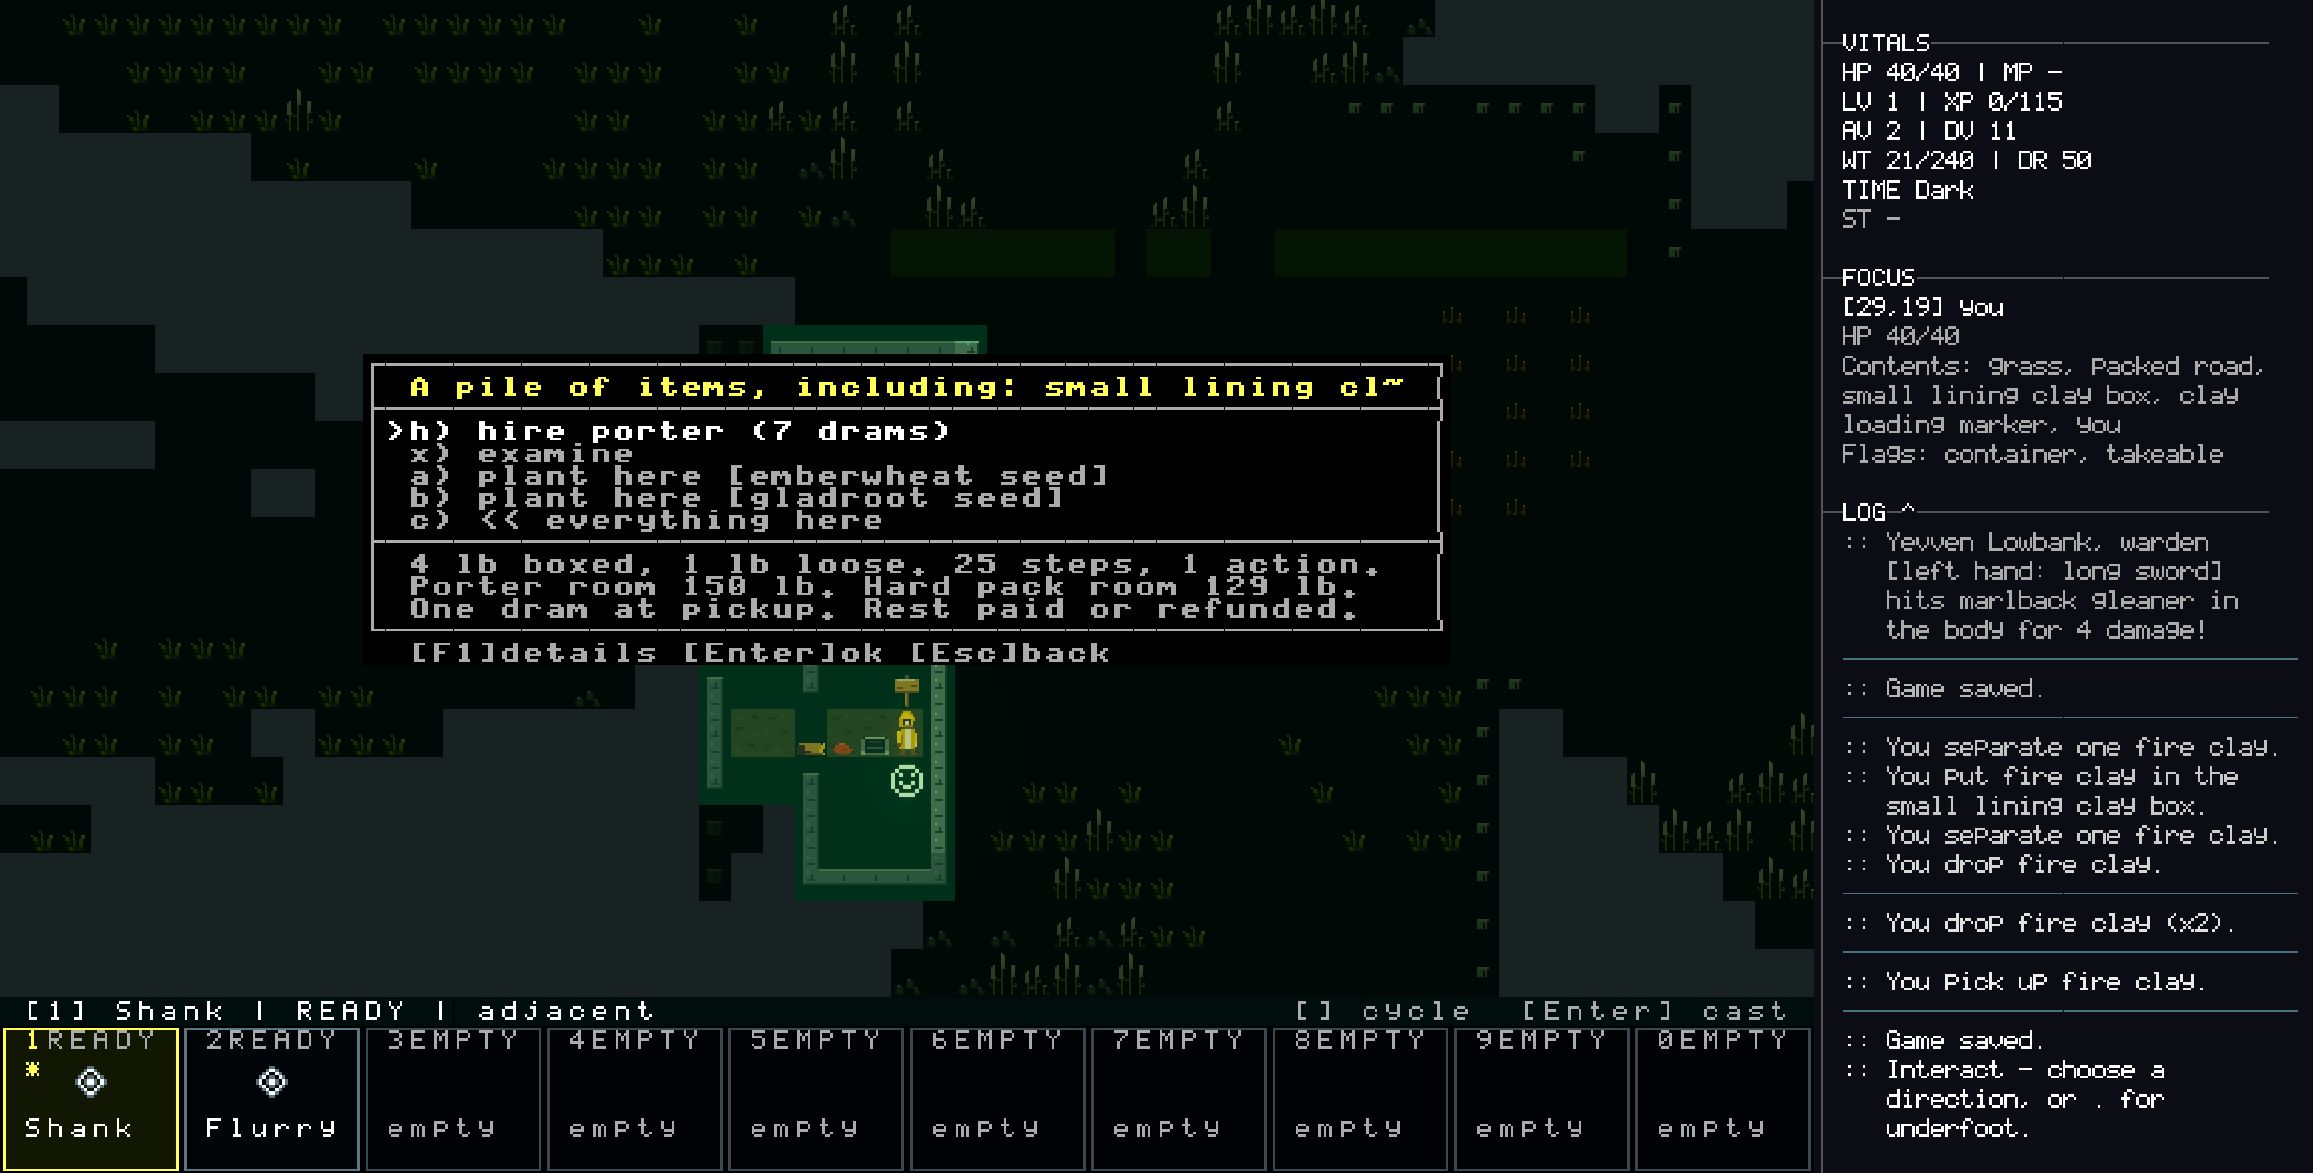 VITALS
HP 40/40 | MP -
LV 1 | XP 0/115
AV 2 | DV 11
WT 21/240 | DR 50
TIME Dark
ST -
FOCUS
[29,19] You
HP 40/40
Contents: grass, packed road,
small lining clay box, clay
loading marker, You
Flags: container, takeable
LOG ^
:: Yevven Lowbank, warden
[left hand: long sword]
hits marlback gleaner in
the body for 4 damage!
:: Game saved.
:: You separate one fire clay.
:: You put fire clay in the
small lining clay box.
:: You separate one fire clay.
:: You drop fire clay.
:: You drop fire clay (x2).
:: You pick up fire clay.
:: Game saved.
:: Interact - choose a
direction, or . for
underfoot.
A pile of items, including: small lining cl~
>h) hire porter (7 drams)
x) examine
a) plant here [emberwheat seed]
b) plant here [gladroot seed]
c) << everything here
4 lb boxed, 1 lb loose. 25 steps, 1 action.
Porter room 150 lb. Hard pack room 129 lb.
One dram at pickup. Rest paid or refunded.
[F1]details [Enter]ok [Esc]back
[1] Shank | READY | adjacent
[] cycle [Enter] cast
1READY 2READY 3EMPTY 4EMPTY 5EMPTY 6EMPTY 7EMPTY 8EMPTY 9EMPTY 0EMPTY
*
Shank Flurry empty empty empty empty empty empty empty empty